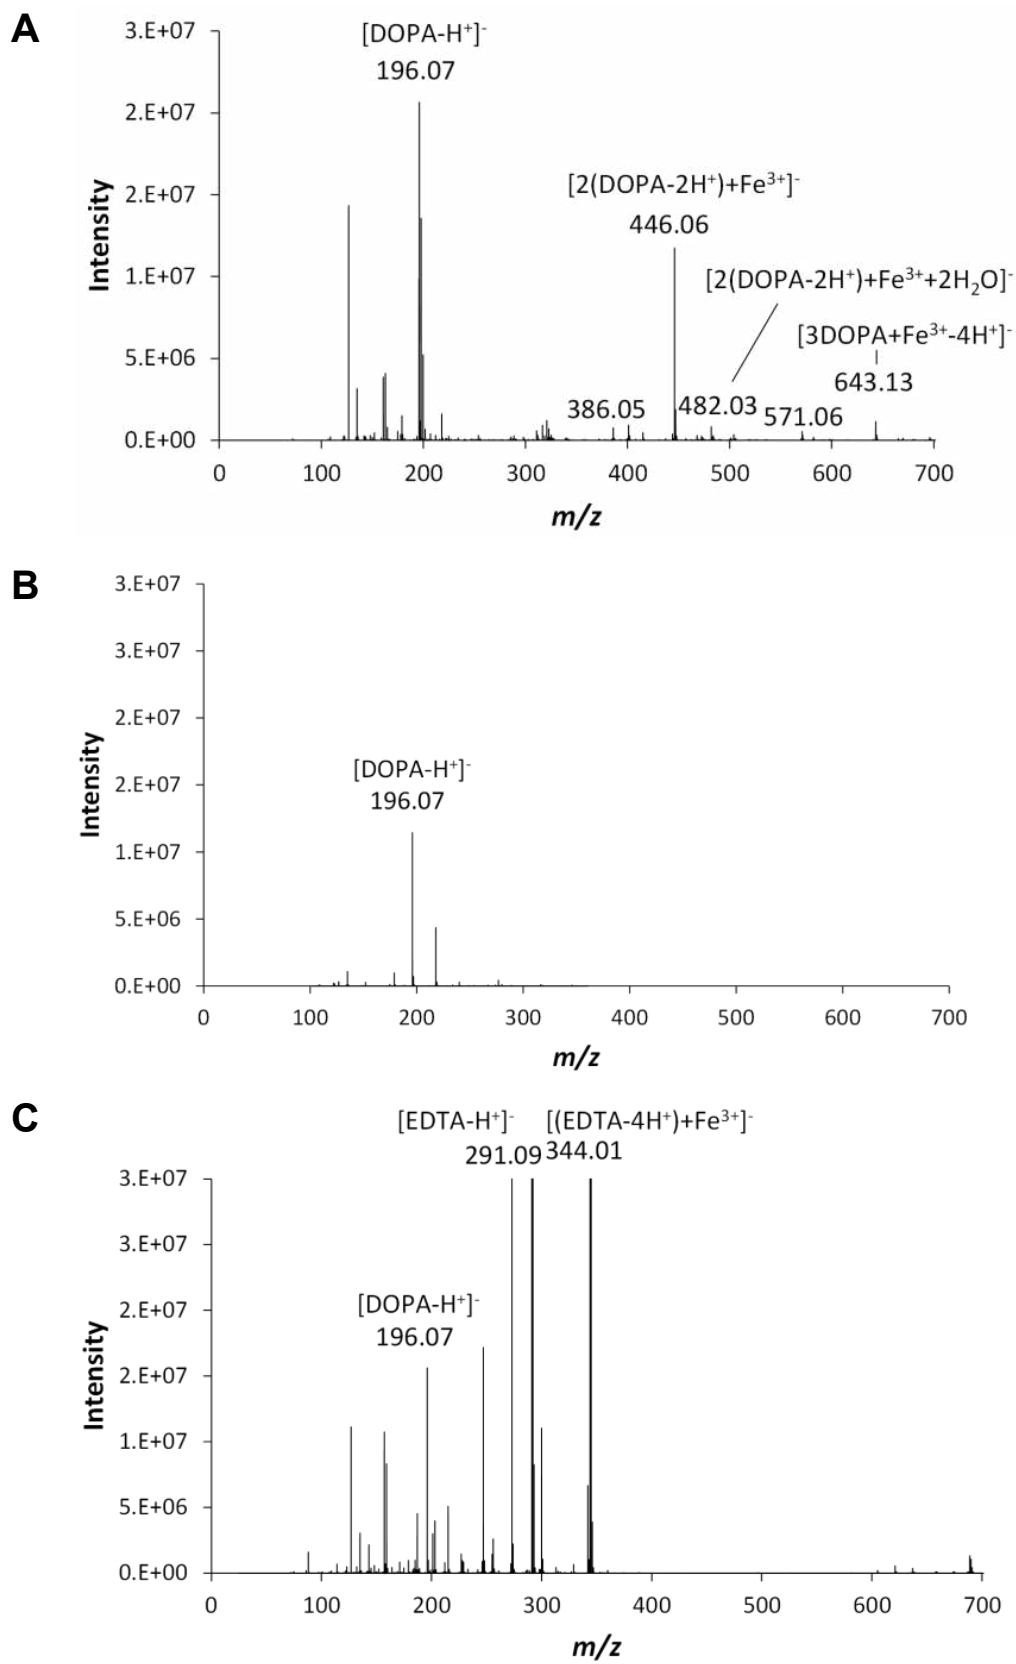 A
[DOPA-H⁺]⁻
196.07
[2(DOPA-2H⁺)+Fe³⁺]⁻
446.06
[2(DOPA-2H⁺)+Fe³⁺+2H₂O]⁻
[3DOPA+Fe³⁺-4H⁺]⁻
643.13
386.05
482.03
571.06
3.E+07
2.E+07
2.E+07
1.E+07
5.E+06
0.E+00
Intensity
0 100 200 300 400 500 600 700
m/z
B
[DOPA-H⁺]⁻
196.07
3.E+07
3.E+07
2.E+07
2.E+07
1.E+07
5.E+06
0.E+00
Intensity
0 100 200 300 400 500 600 700
m/z
C
[EDTA-H⁺]⁻ [(EDTA-4H⁺)+Fe³⁺]⁻
291.09 344.01
[DOPA-H⁺]⁻
196.07
3.E+07
3.E+07
2.E+07
2.E+07
1.E+07
5.E+06
0.E+00
Intensity
0 100 200 300 400 500 600 700
m/z